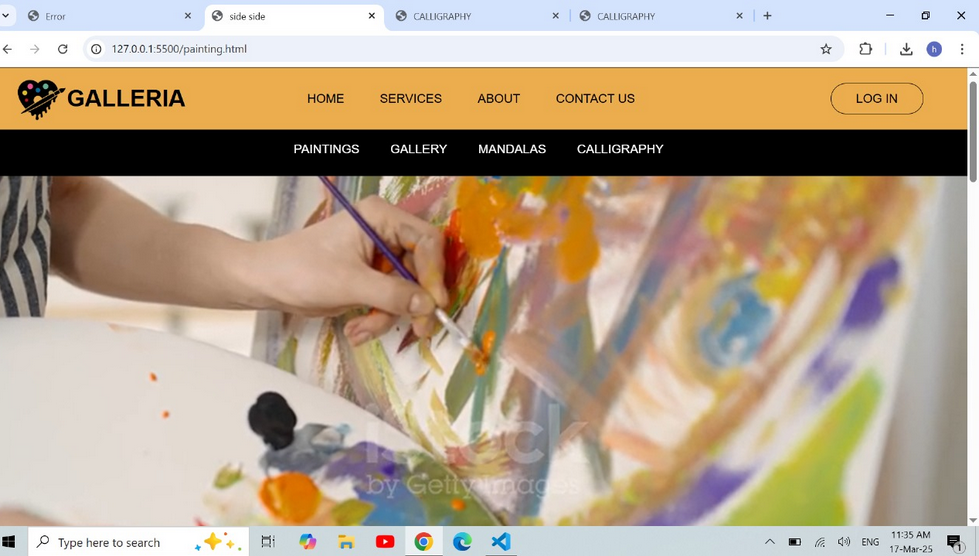 Error
side side
CALLIGRAPHY
CALLIGRAPHY
127.0.0.1:5500/painting.html
h
GALLERIA
HOME SERVICES ABOUT CONTACT US
LOG IN
PAINTINGS GALLERY MANDALAS CALLIGRAPHY
iStock
by Getty Images
Type here to search
ENG
11:35 AM
17-Mar-25
1